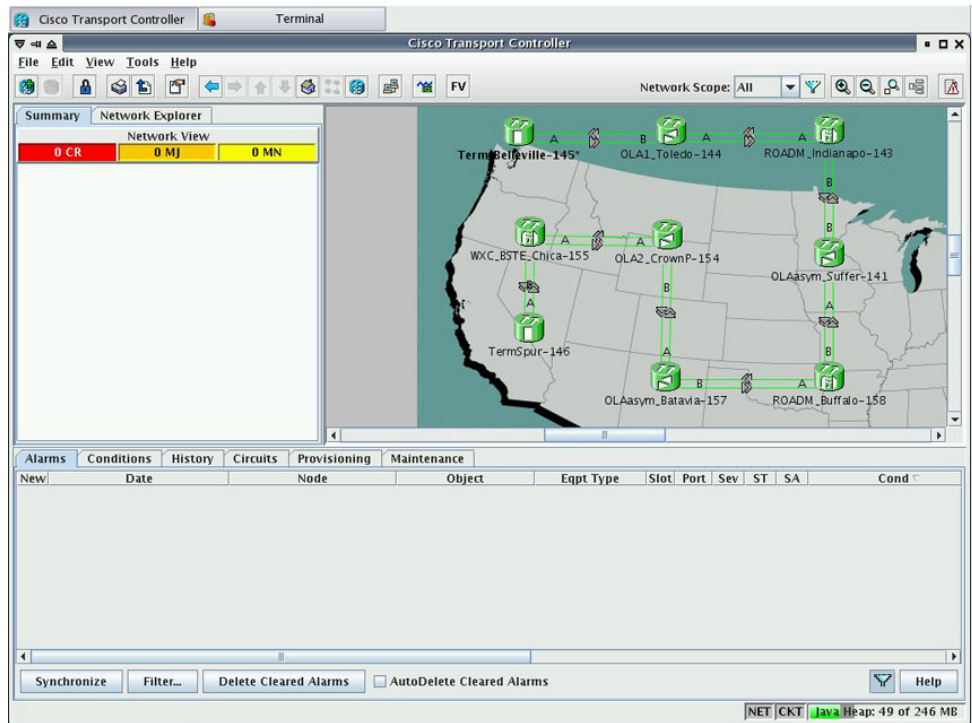 Cisco Transport Controller
Terminal
Cisco Transport Controller
File Edit View Tools Help
FV
Network Scope: All
Summary Network Explorer
Network View
0 CR 0 MJ 0 MN
A B A A
Term Belleville-145* OLA1_Toledo-144 ROADM_Indianapo-143
B
B
A A
WXC_BSTE_Chica-155 OLA2_CrownP-154
OLAasym_Suffer-141
B B
A A
TermSpur-146
A B
B A
OLAasym_Batavia-157 ROADM_Buffalo-158
Alarms Conditions History Circuits Provisioning Maintenance
New Date Node Object Eqpt Type Slot Port Sev ST SA Cond
Synchronize Filter... Delete Cleared Alarms AutoDelete Cleared Alarms Help
NET CKT Java Heap: 49 of 246 MB